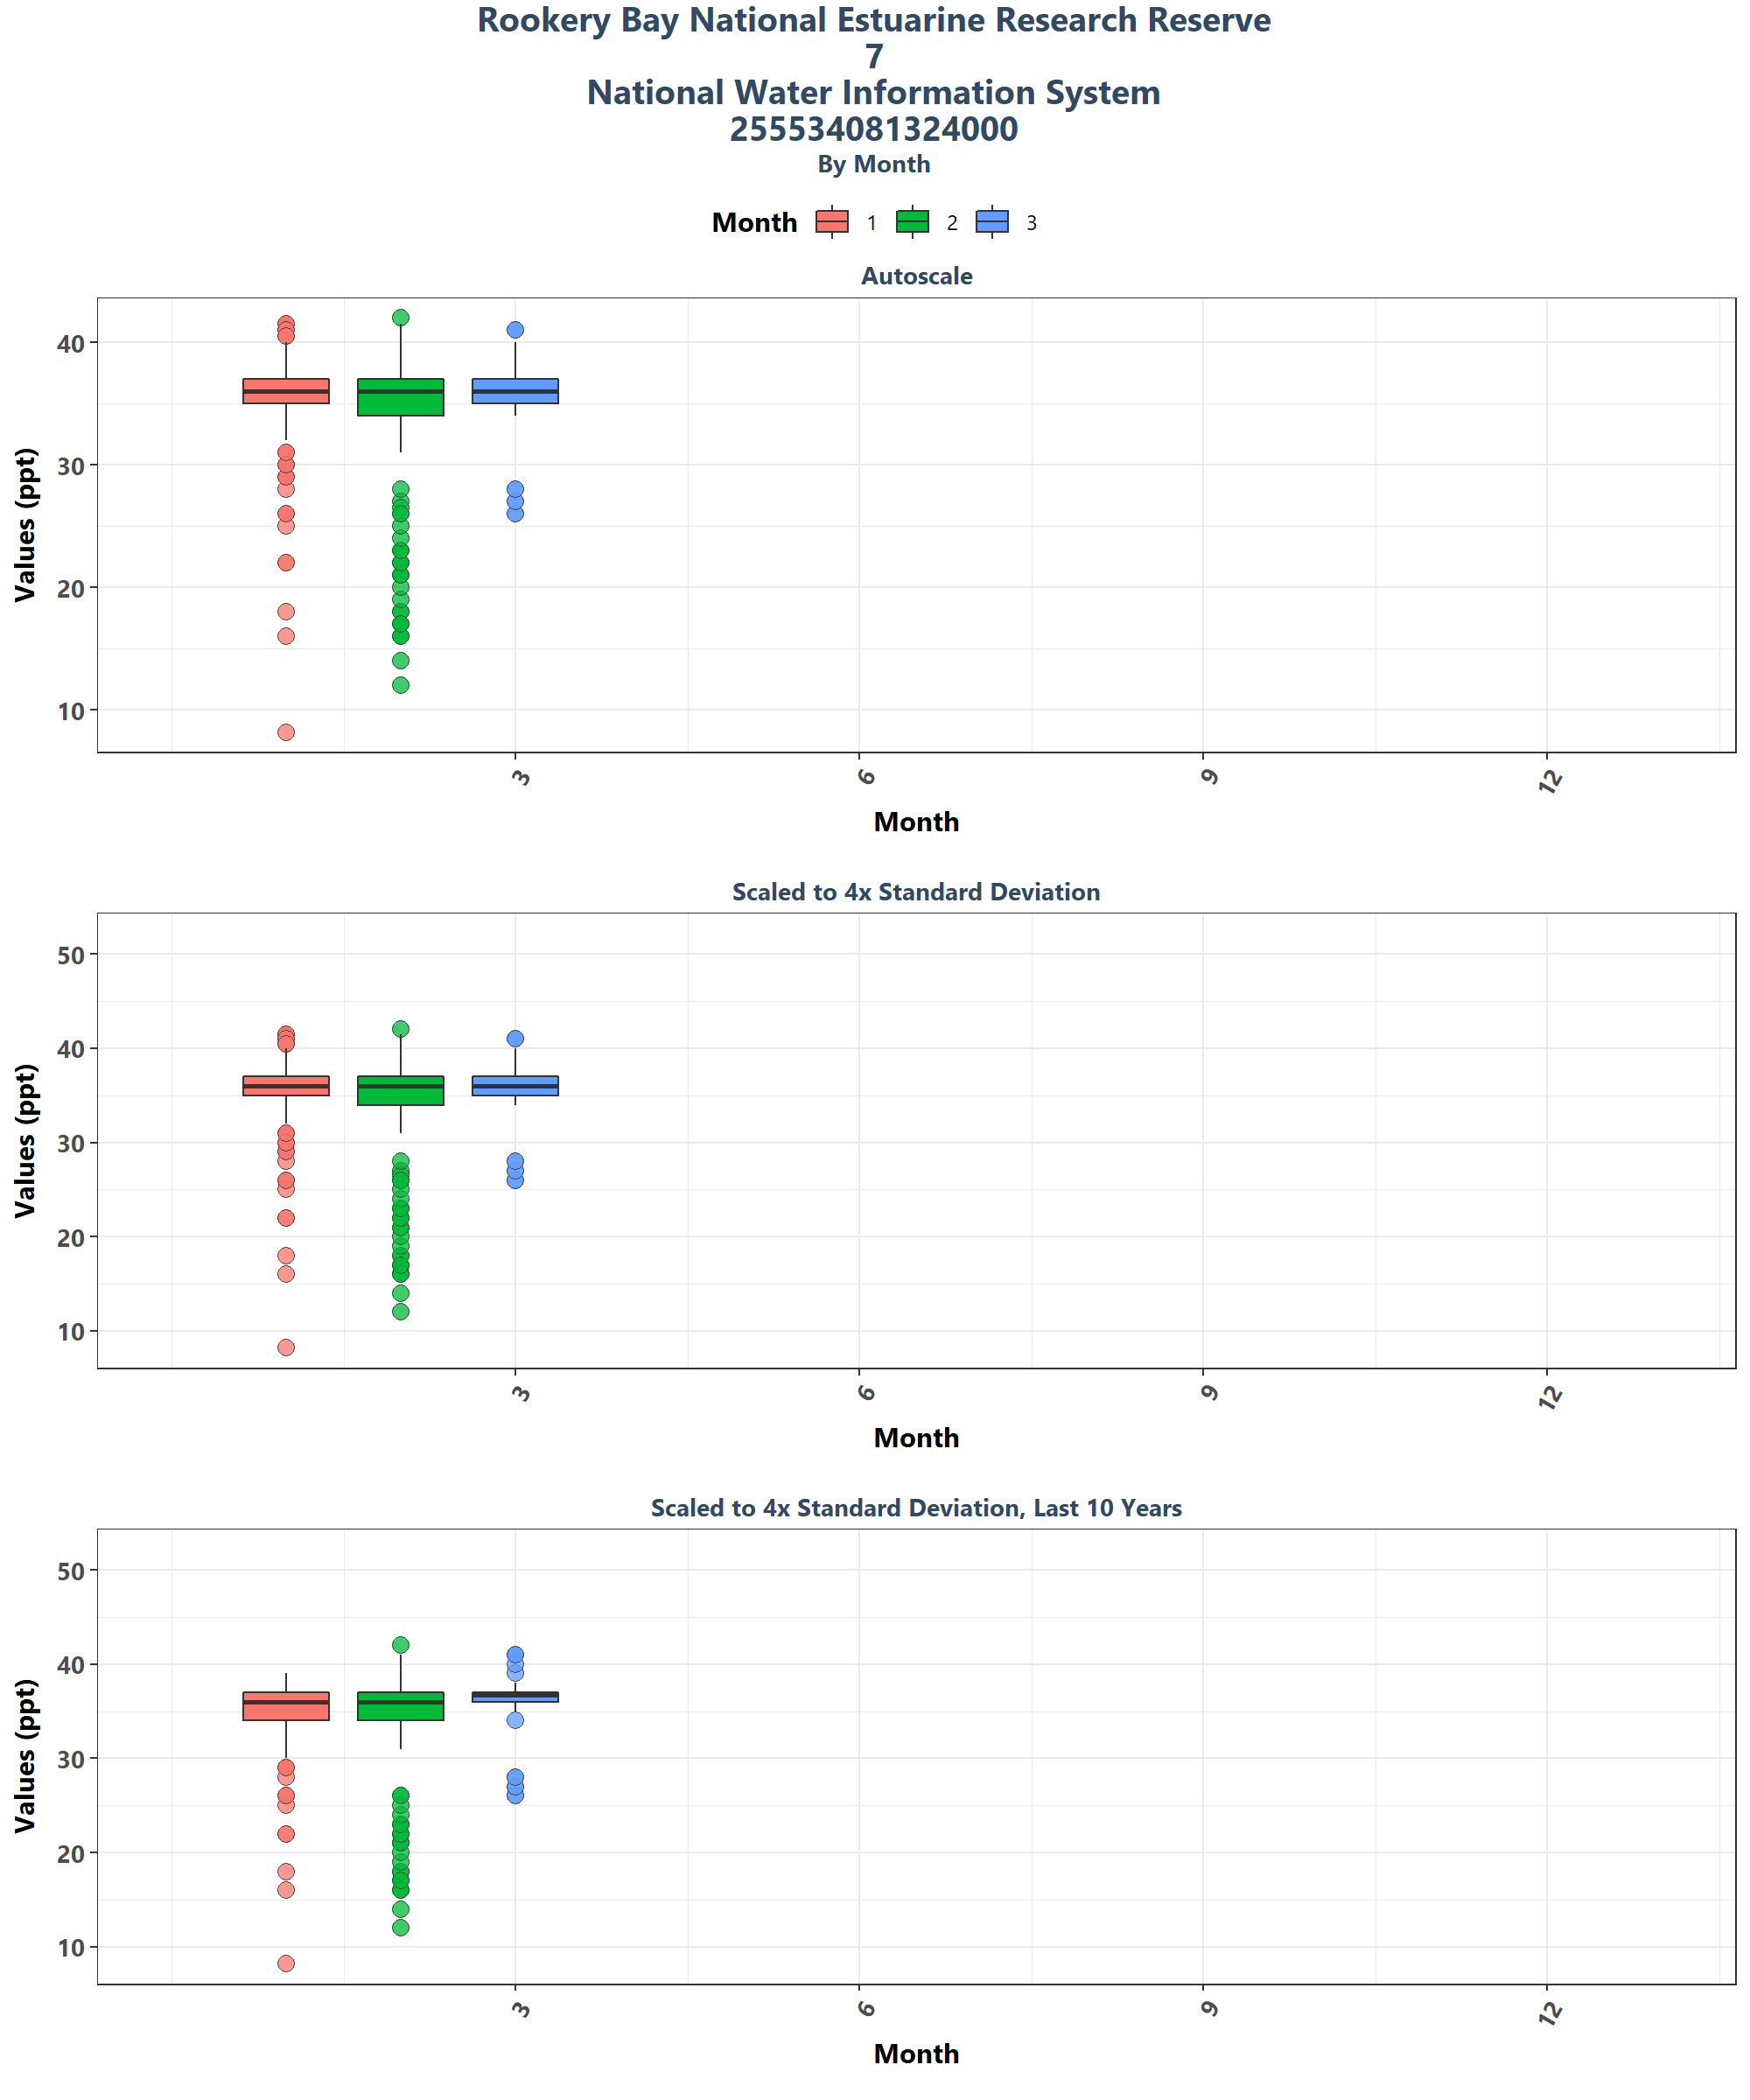 Rookery Bay National Estuarine Research Reserve
7
National Water Information System
255534081324000
By Month
Month 1 2 3
Autoscale
Values (ppt)
40
30
20
10
3 6 9 12
Month
Scaled to 4x Standard Deviation
Values (ppt)
50
40
30
20
10
3 6 9 12
Month
Scaled to 4x Standard Deviation, Last 10 Years
Values (ppt)
50
40
30
20
10
3 6 9 12
Month